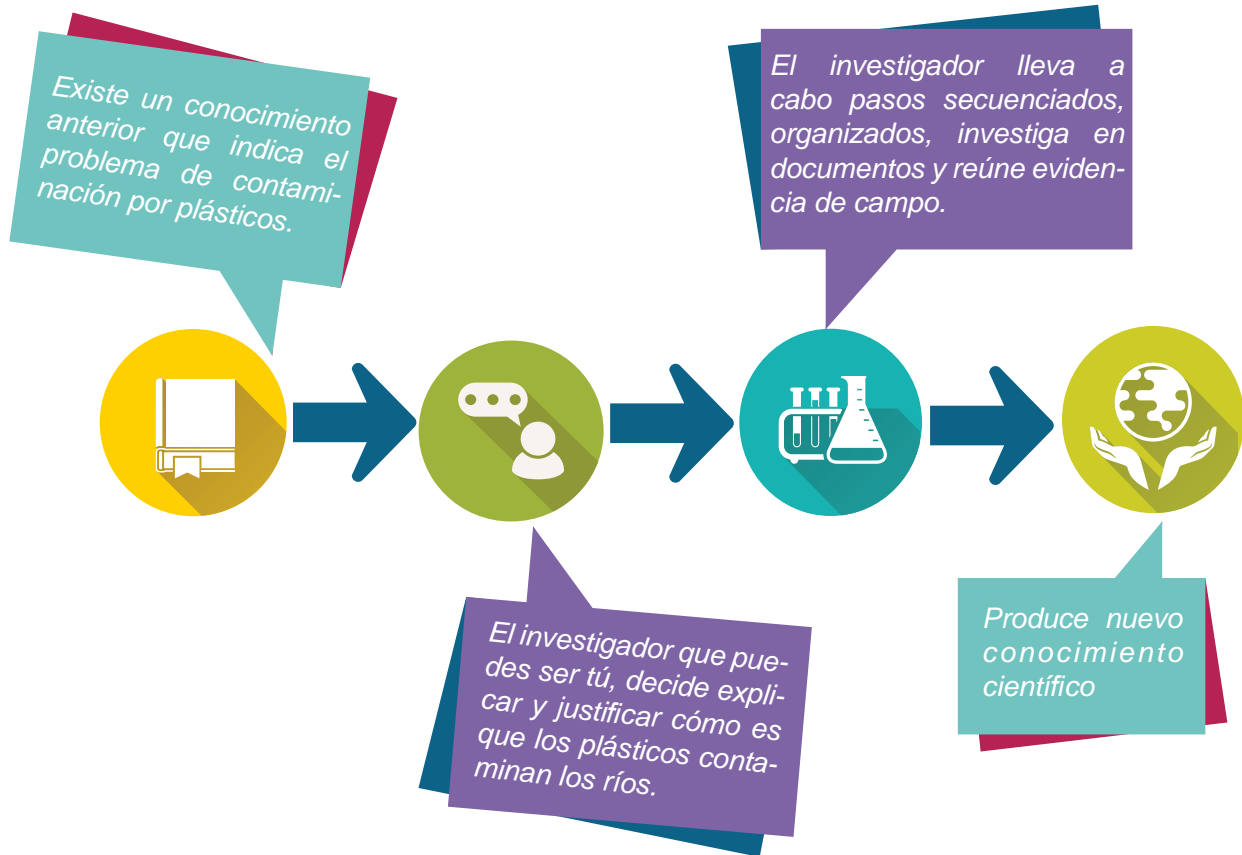 Existe un conocimiento
anterior que indica el
problema de contami-
nación por plásticos.
El investigador que pue-
des ser tú, decide expli-
car y justificar cómo es
que los plásticos conta-
minan los ríos.
El investigador lleva a
cabo pasos secuenciados,
organizados, investiga en
documentos y reúne eviden-
cia de campo.
Produce nuevo
conocimiento
científico